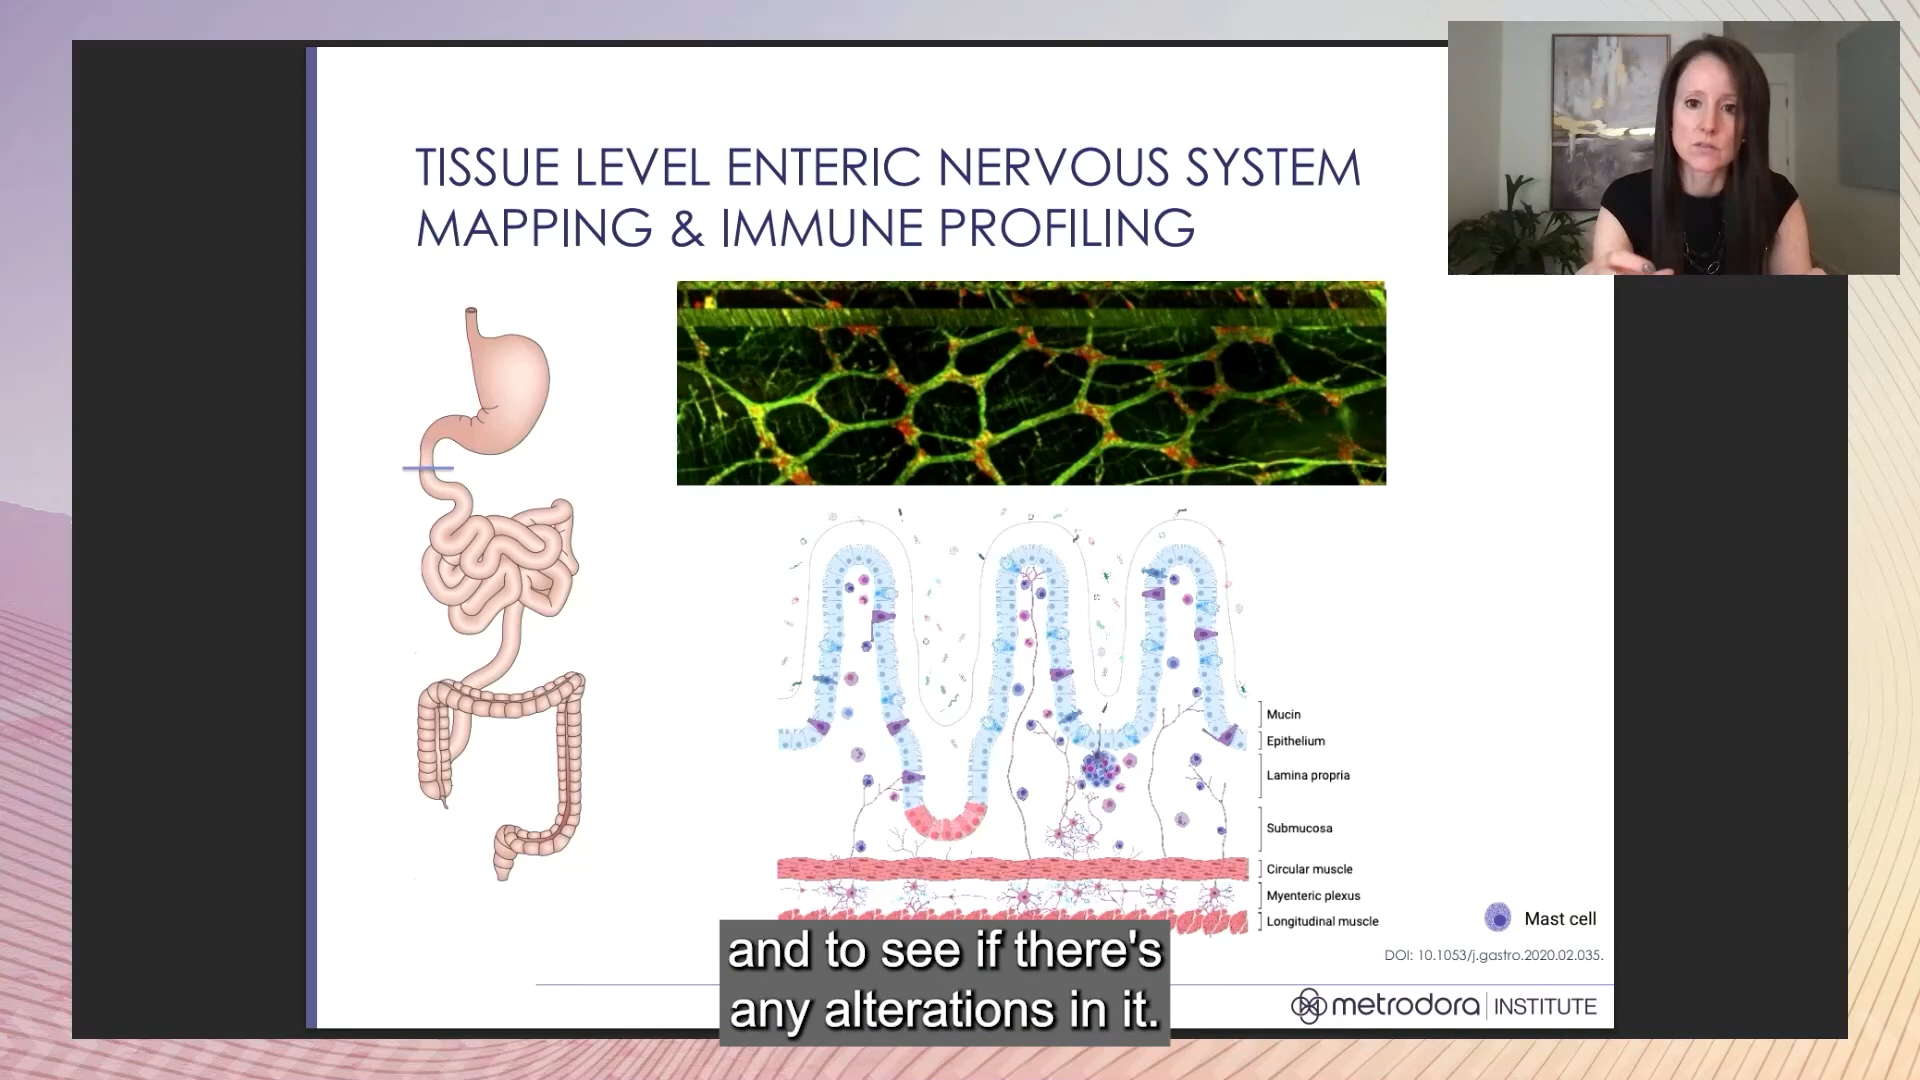 TISSUE LEVEL ENTERIC NERVOUS SYSTEM
MAPPING & IMMUNE PROFILING
Mucin
Epithelium
Lamina propria
Submucosa
Circular muscle
Myenteric plexus
Longitudinal muscle
Mast cell
DOI: 10.1053/j.gastro.2020.02.035.
and to see if there's
any alterations in it.
metrodora INSTITUTE